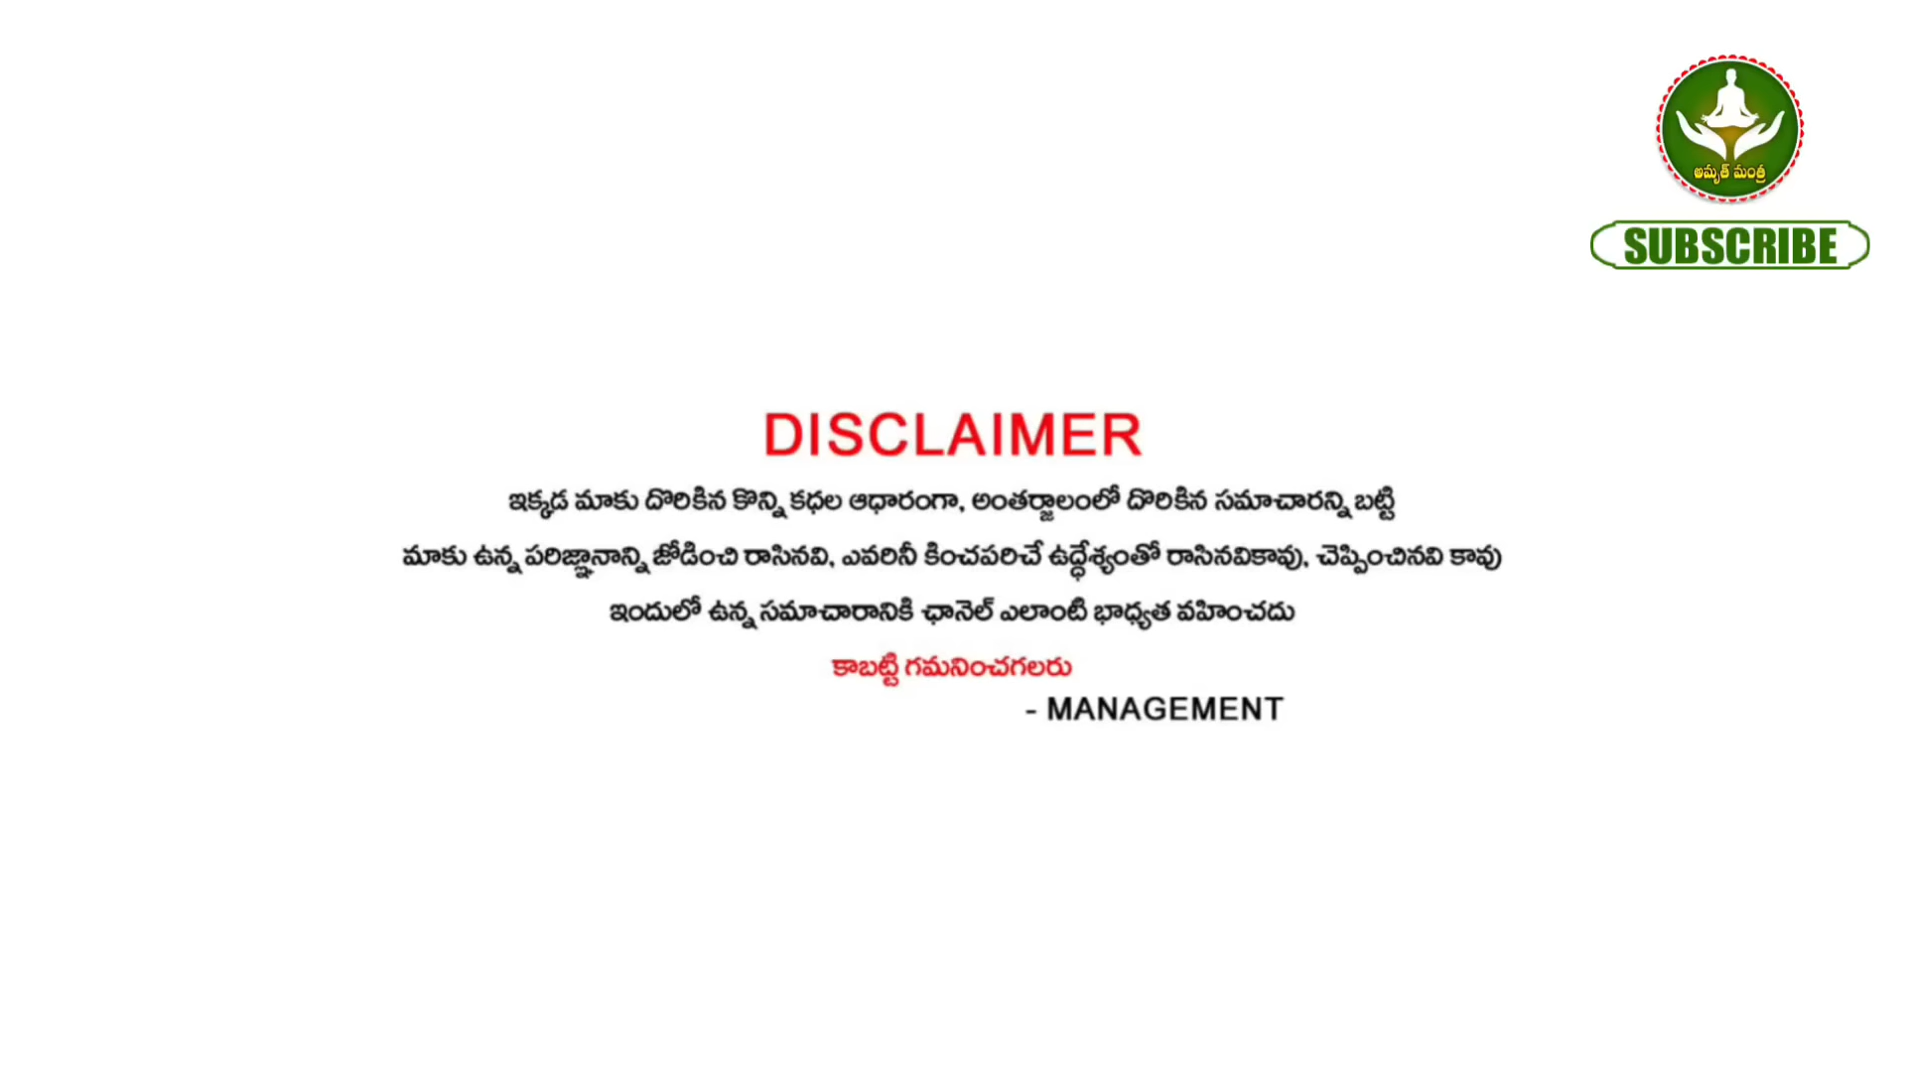 అమృత్ మంత్ర
SUBSCRIBE
DISCLAIMER
ఇక్కడ మాకు దొరికిన కొన్ని కధల ఆధారంగా, అంతర్జాలంలో దొరికిన సమాచారన్ని బట్టి
మాకు ఉన్న పరిజ్ఞానాన్ని జోడించి రాసినవి, ఎవరినీ కించపరిచే ఉద్ధేశ్యంతో రాసినవికావు, చెప్పించినవి కావు
ఇందులో ఉన్న సమాచారానికి ఛానెల్ ఎలాంటి భాధ్యత వహించదు
కాబట్టి గమనించగలరు
- MANAGEMENT